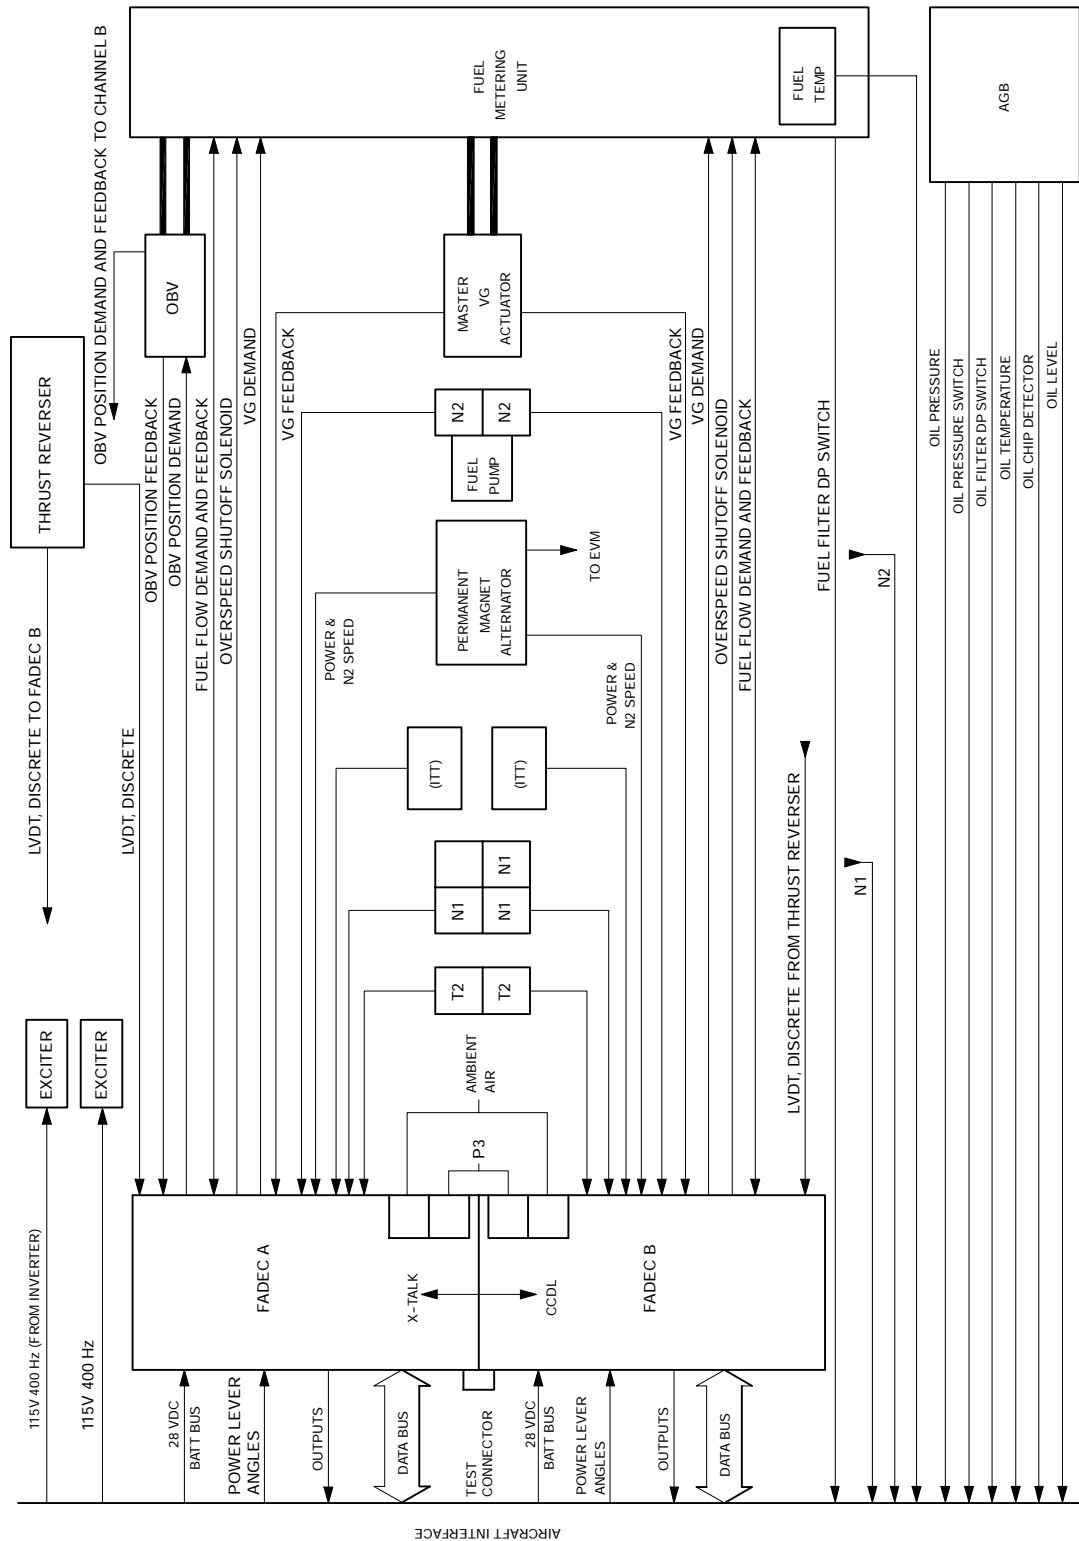 115V 400 Hz (FROM INVERTER)
EXCITER
LVDT, DISCRETE TO FADEC B
THRUST REVERSER
115V 400 Hz
EXCITER
LVDT, DISCRETE
OBV POSITION DEMAND AND FEEDBACK TO CHANNEL B
OBV POSITION FEEDBACK
OBV POSITION DEMAND
OBV
FUEL FLOW DEMAND AND FEEDBACK
OVERSPEED SHUTOFF SOLENOID
VG DEMAND
VG FEEDBACK
28 VDC
BATT BUS
POWER LEVER
ANGLES
OUTPUTS
DATA BUS
FADEC A
X-TALK
CCDL
FADEC B
TEST
CONNECTOR
28 VDC
BATT BUS
POWER LEVER
ANGLES
OUTPUTS
DATA BUS
AIRCRAFT INTERFACE
P3
AMBIENT
AIR
T2
T2
N1
N1
N1
(ITT)
(ITT)
POWER &
N2 SPEED
PERMANENT
MAGNET
ALTERNATOR
TO EVM
POWER &
N2 SPEED
FUEL
PUMP
N2
N2
MASTER
VG
ACTUATOR
FUEL
METERING
UNIT
FUEL
TEMP
VG FEEDBACK
VG DEMAND
OVERSPEED SHUTOFF SOLENOID
FUEL FLOW DEMAND AND FEEDBACK
LVDT, DISCRETE FROM THRUST REVERSER
FUEL FILTER DP SWITCH
N1
N2
AGB
OIL PRESSURE
OIL PRESSURE SWITCH
OIL FILTER DP SWITCH
OIL TEMPERATURE
OIL CHIP DETECTOR
OIL LEVEL